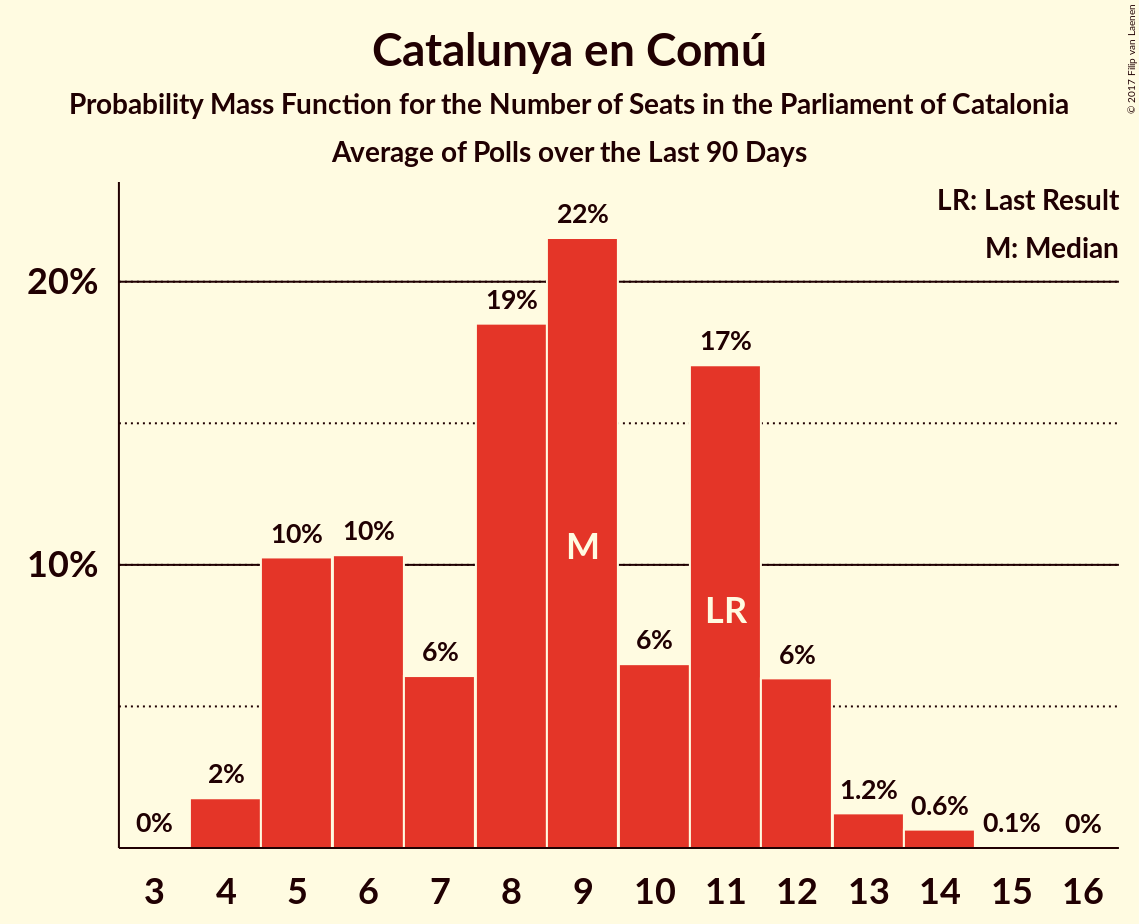 Catalunya en Comú
Probability Mass Function for the Number of Seats in the Parliament of Catalonia
Average of Polls over the Last 90 Days
© 2017 Filip van Laenen
LR: Last Result
M: Median
20%
10%
0%
2%
10%
10%
6%
19%
22%
6%
17%
6%
1.2%
0.6%
0.1%
0%
M
LR
3 4 5 6 7 8 9 10 11 12 13 14 15 16